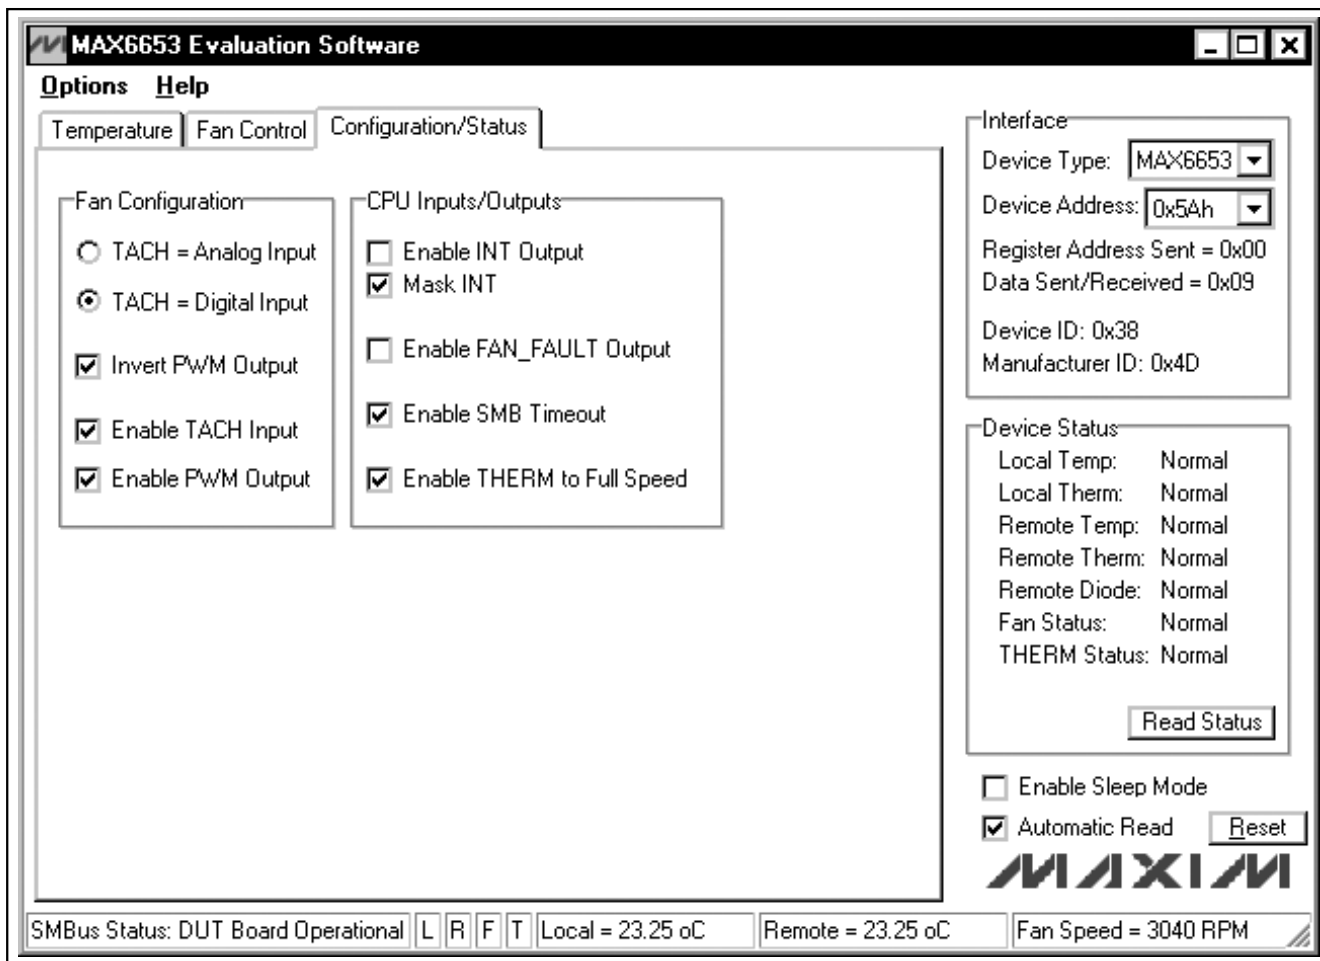 MAX6653 Evaluation Software
Options Help
Temperature Fan Control Configuration/Status
Fan Configuration
TACH = Analog Input
TACH = Digital Input
Invert PWM Output
Enable TACH Input
Enable PWM Output
CPU Inputs/Outputs
Enable INT Output
Mask INT
Enable FAN_FAULT Output
Enable SMB Timeout
Enable THERM to Full Speed
Interface
Device Type: MAX6653
Device Address: 0x5Ah
Register Address Sent = 0x00
Data Sent/Received = 0x09
Device ID: 0x38
Manufacturer ID: 0x4D
Device Status
Local Temp: Normal
Local Therm: Normal
Remote Temp: Normal
Remote Therm: Normal
Remote Diode: Normal
Fan Status: Normal
THERM Status: Normal
Read Status
Enable Sleep Mode
Automatic Read Reset
MAXIM
SMBus Status: DUT Board Operational L R F T Local = 23.25 oC Remote = 23.25 oC Fan Speed = 3040 RPM